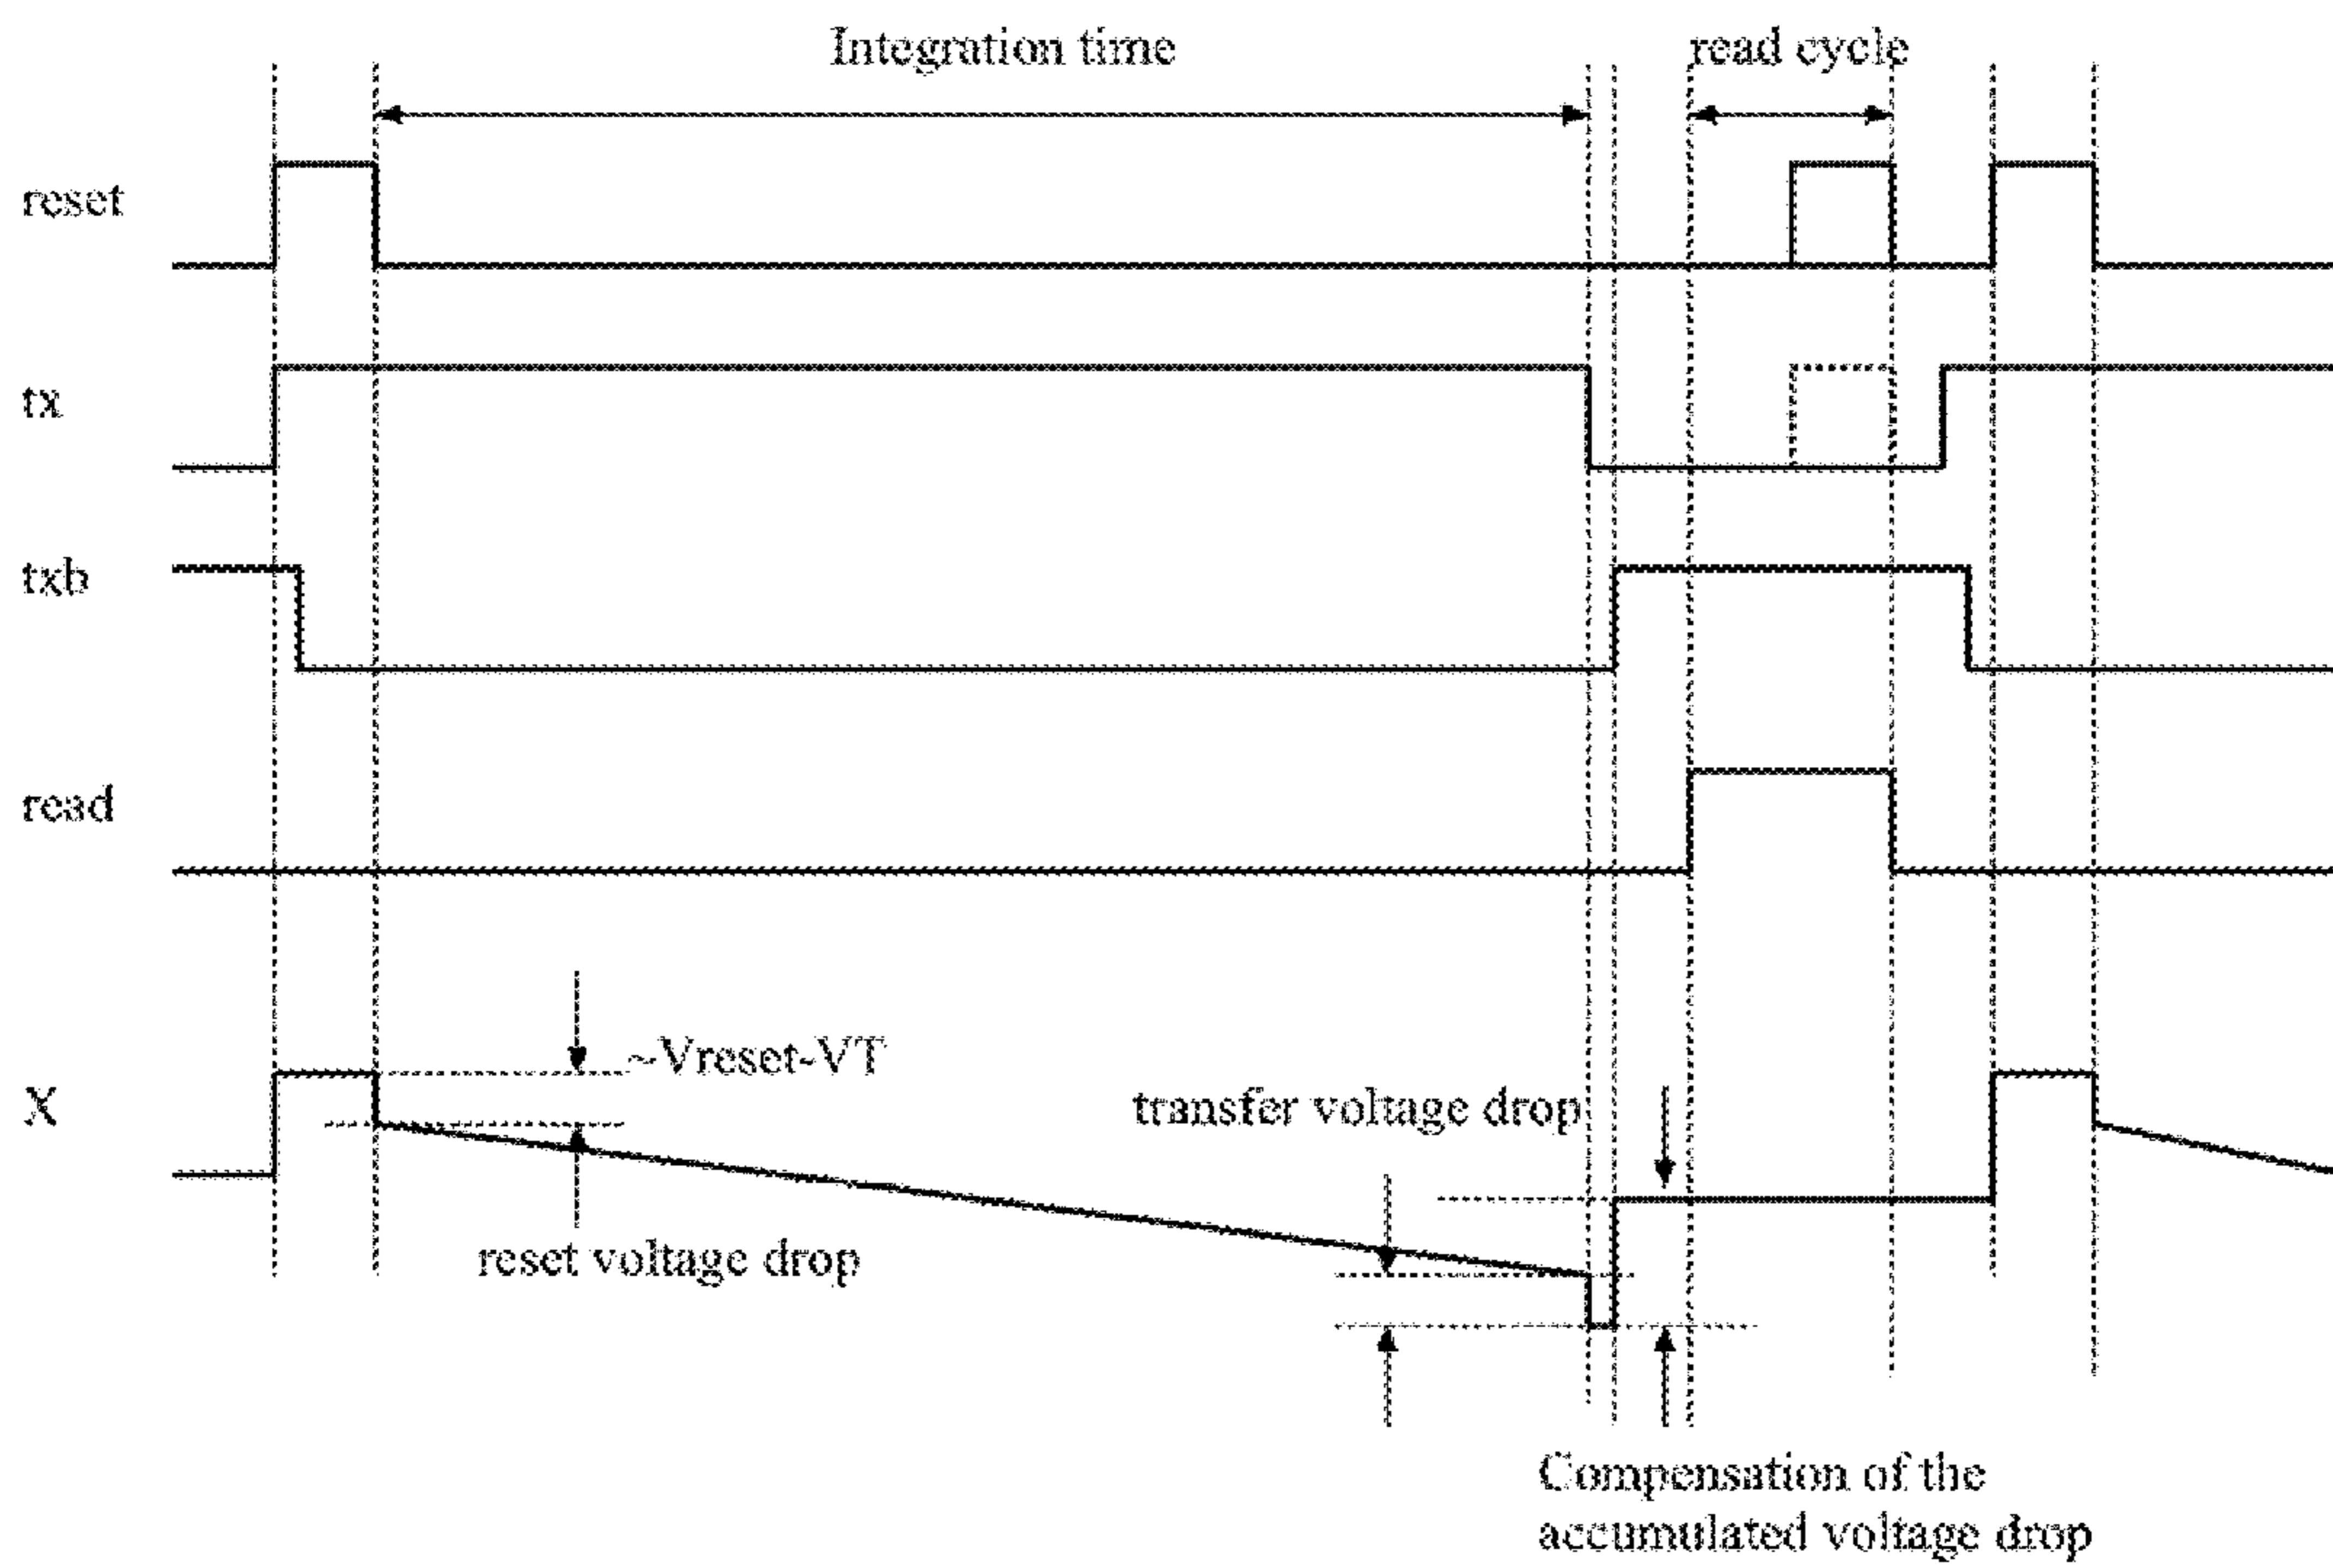 Integration time
read cycle
reset
tx
txb
read
~Vreset-VT
X
transfer voltage drop
reset voltage drop
Compensation of the
accumulated voltage drop